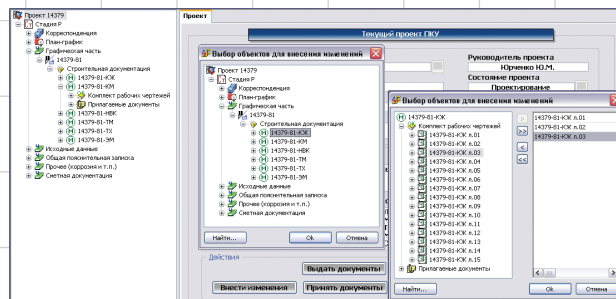 Проект 14379
Стадия Р
Корреспонденция
План-график
Графическая часть
14379-81
Строительная документация
14379-81-КЖ
14379-81-КМ
Комплект рабочих чертежей
Прилагаемые документы
14379-81-НВК
14379-81-ТМ
14379-81-ТХ
14379-81-ЭМ
Исходные данные
Общая пояснительная записка
Прочее (коррозия и т.п.)
Сметная документация
Проект
Текущий проект ПКУ
Руководитель проекта
Юрченко Ю.М.
Состояние проекта
Проектирование
Выбор объектов для внесения изменений
Проект 14379
Стадия Р
Корреспонденция
План-график
Графическая часть
14379-81
Строительная документация
14379-81-КЖ
14379-81-КМ
14379-81-НВК
14379-81-ТМ
14379-81-ТХ
14379-81-ЭМ
Исходные данные
Общая пояснительная записка
Прочее (коррозия и т.п.)
Сметная документация
Найти...
Ok
Отмена
Действия
Выдать документы
Внести изменения
Принять документы
Выбор объектов для внесения изменений
14379-81-КЖ
Комплект рабочих чертежей
14379-81-КЖ л.01
14379-81-КЖ л.02
14379-81-КЖ л.03
14379-81-КЖ л.04
14379-81-КЖ л.05
14379-81-КЖ л.06
14379-81-КЖ л.07
14379-81-КЖ л.08
14379-81-КЖ л.09
14379-81-КЖ л.10
14379-81-КЖ л.11
14379-81-КЖ л.12
14379-81-КЖ л.13
14379-81-КЖ л.14
14379-81-КЖ л.15
Прилагаемые документы
>
>>
<
<<
14379-81-КЖ л.01
14379-81-КЖ л.02
14379-81-КЖ л.03
Найти...
Ok
Отмена